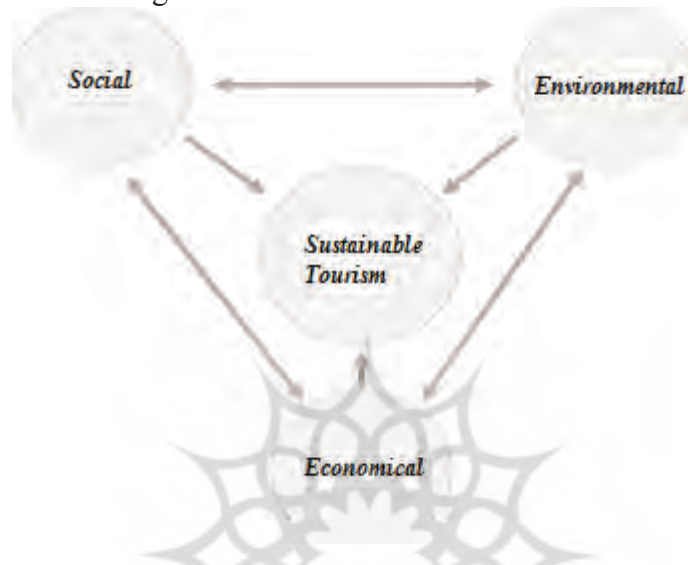 Social
Environmental
Sustainable
Tourism
Economical